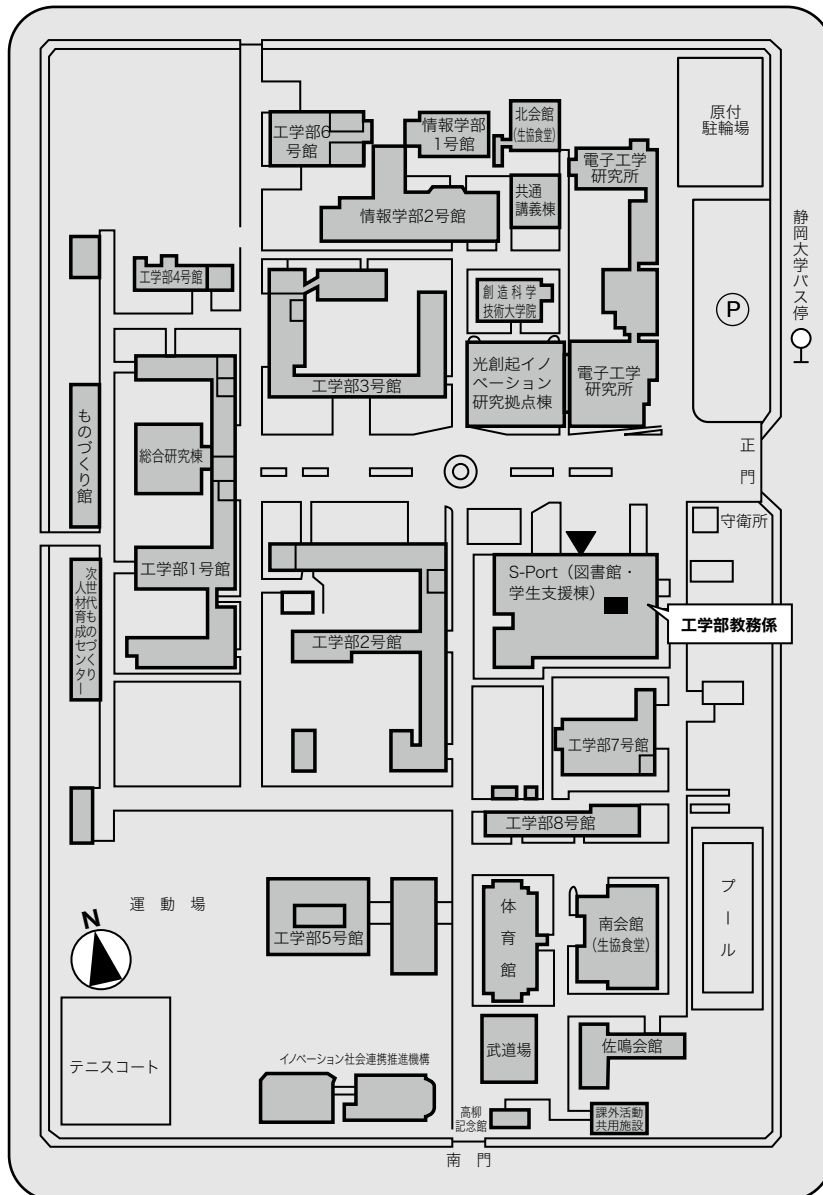 工学部6
号館
情報学部
1号館
北会館
(生協食堂)
原付
駐輪場
電子工学
研究所
共通
講義棟
情報学部2号館
静岡大学バス停
工学部4号館
創造科学
技術大学院
P
工学部3号館
光創起イノ
ベーション
研究拠点棟
電子工学
研究所
ものづくり館
総合研究棟
正門
守衛所
工学部1号館
次世代ものづくり
人材育成センター
S-Port（図書館・
学生支援棟）
工学部教務係
工学部2号館
工学部7号館
工学部8号館
運動場
N
工学部5号館
体育館
南会館
(生協食堂)
プール
テニスコート
イノベーション社会連携推進機構
武道場
佐鳴会館
高柳
記念館
課外活動
共用施設
南門